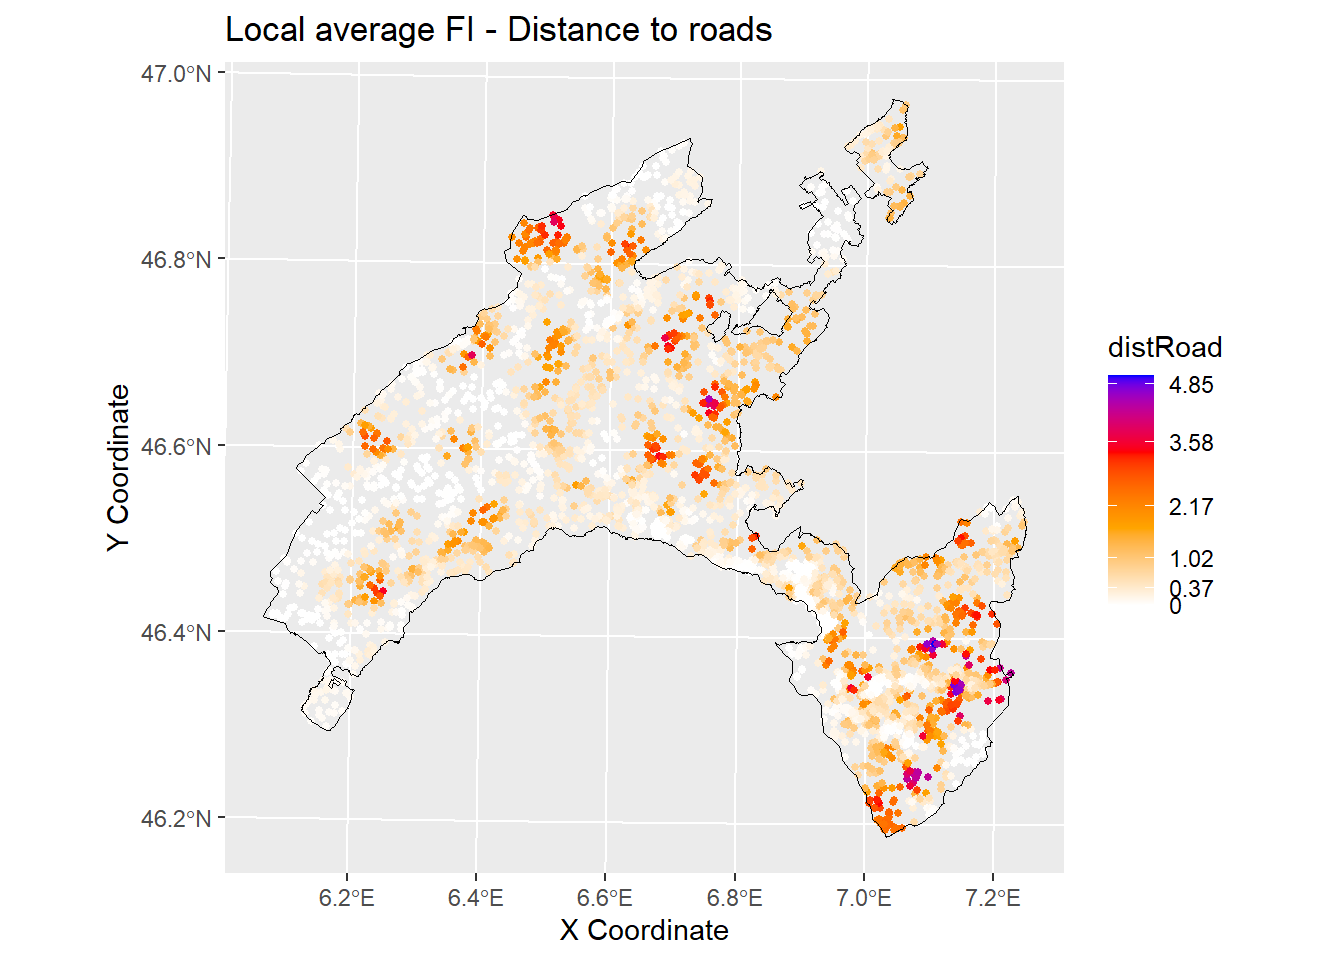 Local average FI - Distance to roads
47.0°N
46.8°N
46.6°N
46.4°N
46.2°N
Y Coordinate
6.2°E
6.4°E
6.6°E
6.8°E
7.0°E
7.2°E
X Coordinate
distRoad
4.85
3.58
2.17
1.02
0.37
0